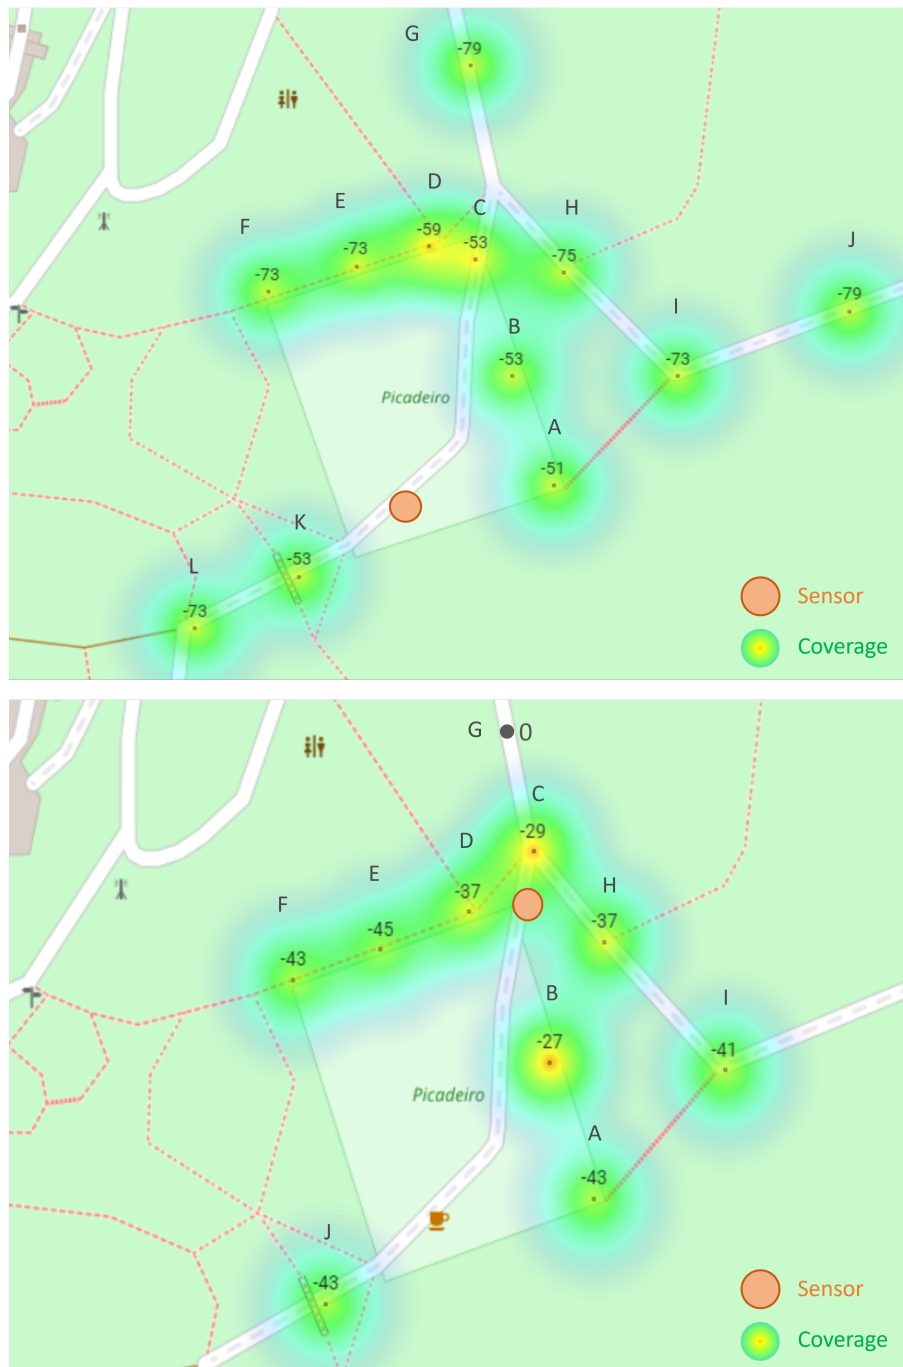 G
-79
D
C
E
H
F
-59
-53
J
-73
-75
-73
-79
I
B
-53
-73
Picadeiro
A
-51
K
-53
L
-73
Sensor
Coverage
G 0
C
-29
D
E
H
F
-37
-37
-45
-43
B
I
-27
-41
Picadeiro
A
-43
J
-43
Sensor
Coverage